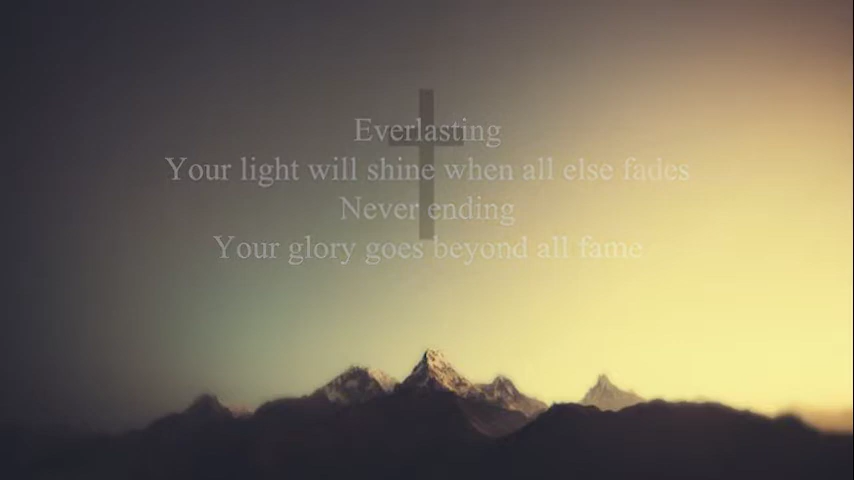 Everlasting
Your light will shine when all else fades
Never ending
Your glory goes beyond all fame